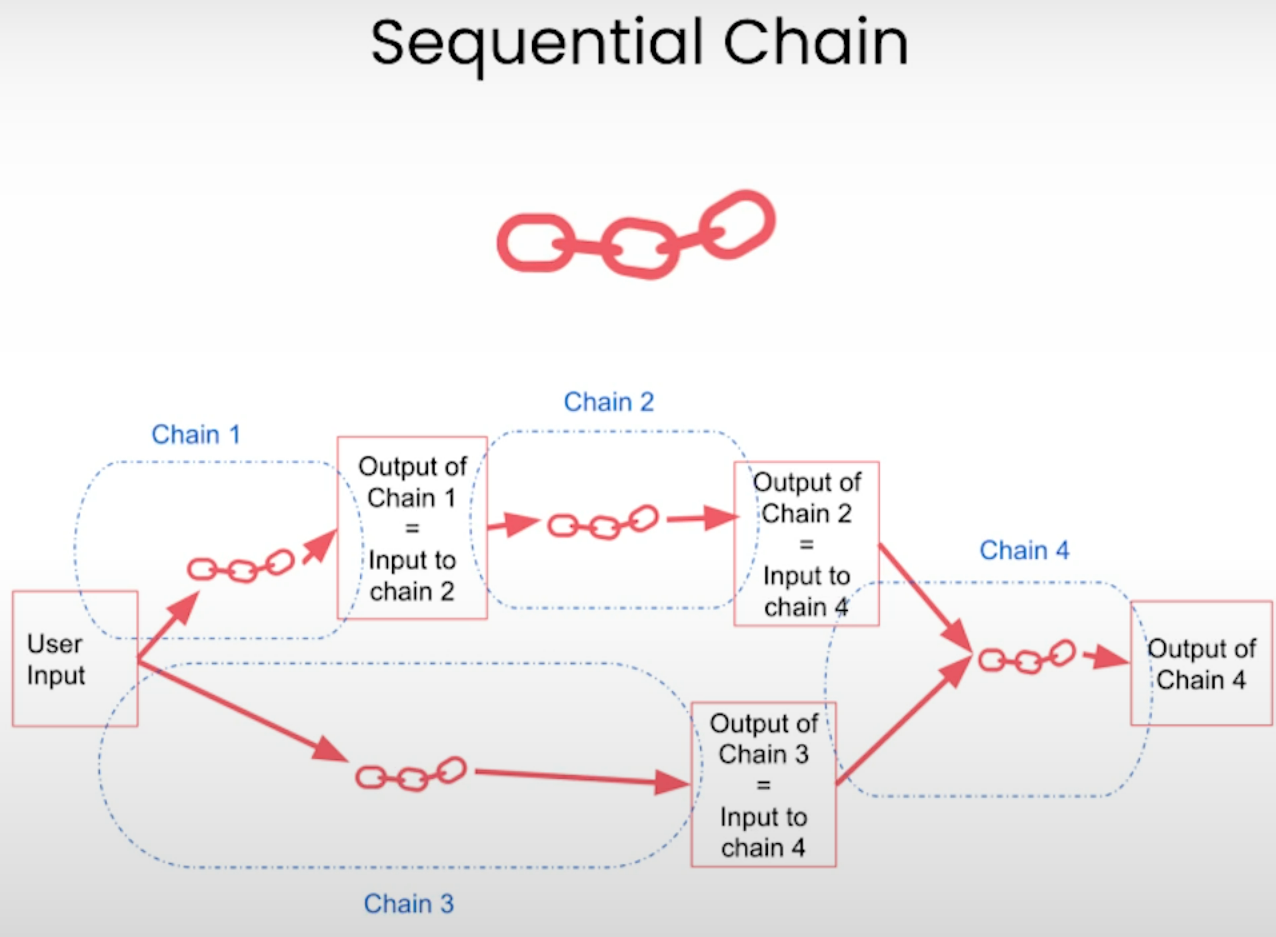 Sequential Chain
Chain 1
Chain 2
Output of
Chain 1
=
Input to
chain 2
Output of
Chain 2
=
Input to
chain 4
Chain 4
User
Input
Output of
Chain 4
Output of
Chain 3
=
Input to
chain 4
Chain 3